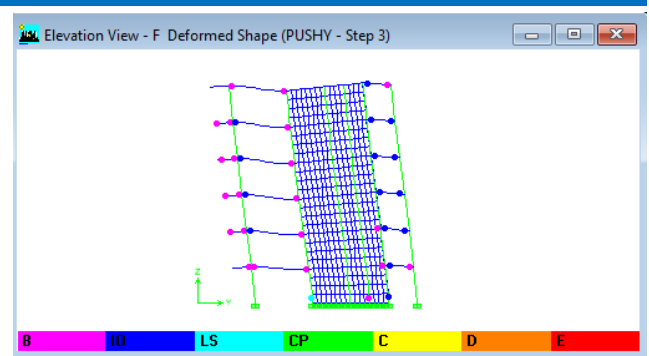 Elevation View - F Deformed Shape (PUSHY - Step 3)
Z
Y
B IO LS CP C D E